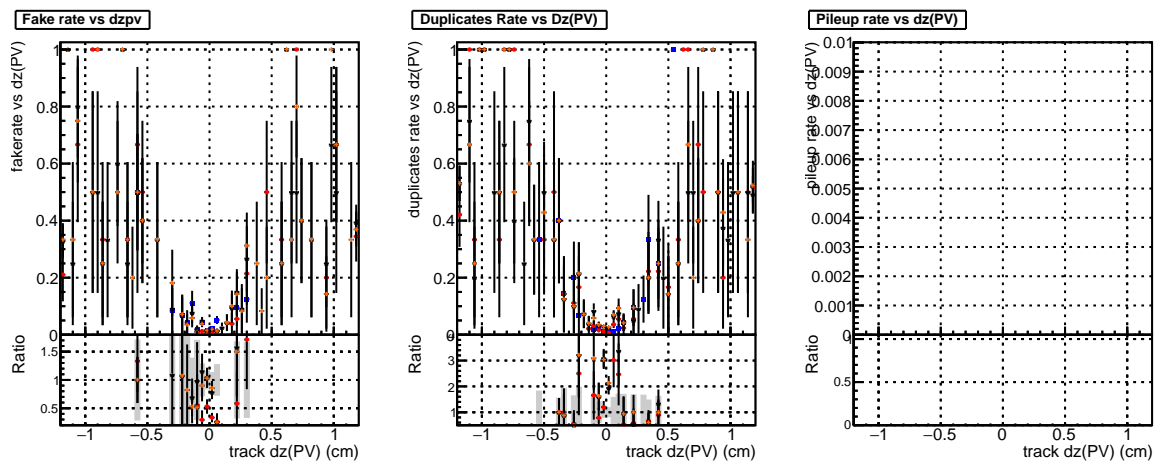 Fake rate vs dzpv
fakerate vs dz(PV)
1
0.8
0.6
0.4
0.2
0
Ratio
1.5
1
0.5
−1 −0.5 0 0.5 1
track dz(PV) (cm)
Duplicates Rate vs Dz(PV)
duplicates rate vs dz(PV)
1
0.8
0.6
0.4
0.2
0
Ratio
3
2
1
−1 −0.5 0 0.5 1
track dz(PV) (cm)
Pileup rate vs dz(PV)
pileup rate vs dz(PV)
0.01
0.009
0.008
0.007
0.006
0.005
0.004
0.003
0.002
0.001
0
Ratio
1
0.5
0
−1 −0.5 0 0.5 1
track dz(PV) (cm)